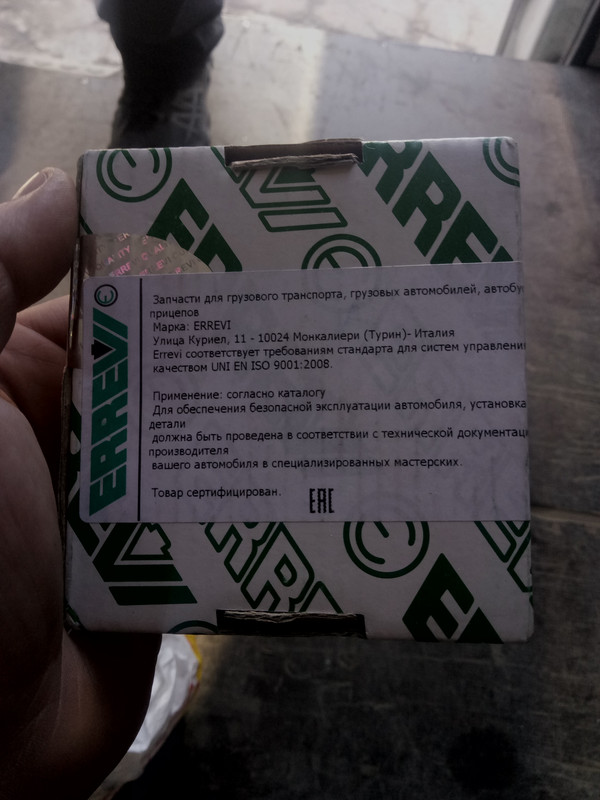 ERREVI
Запчасти для грузового транспорта, грузовых автомобилей, автобу
прицепов
Марка: ERREVI
Улица Куриел, 11 - 10024 Монкалиери (Турин)- Италия
Errevi соответствует требованиям стандарта для систем управлени
качеством UNI EN ISO 9001:2008.
Применение: согласно каталогу
Для обеспечения безопасной эксплуатации автомобиля, установка
детали
должна быть проведена в соответствии с технической документац
производителя
вашего автомобиля в специализированных мастерских.
Товар сертифицирован.
EAC